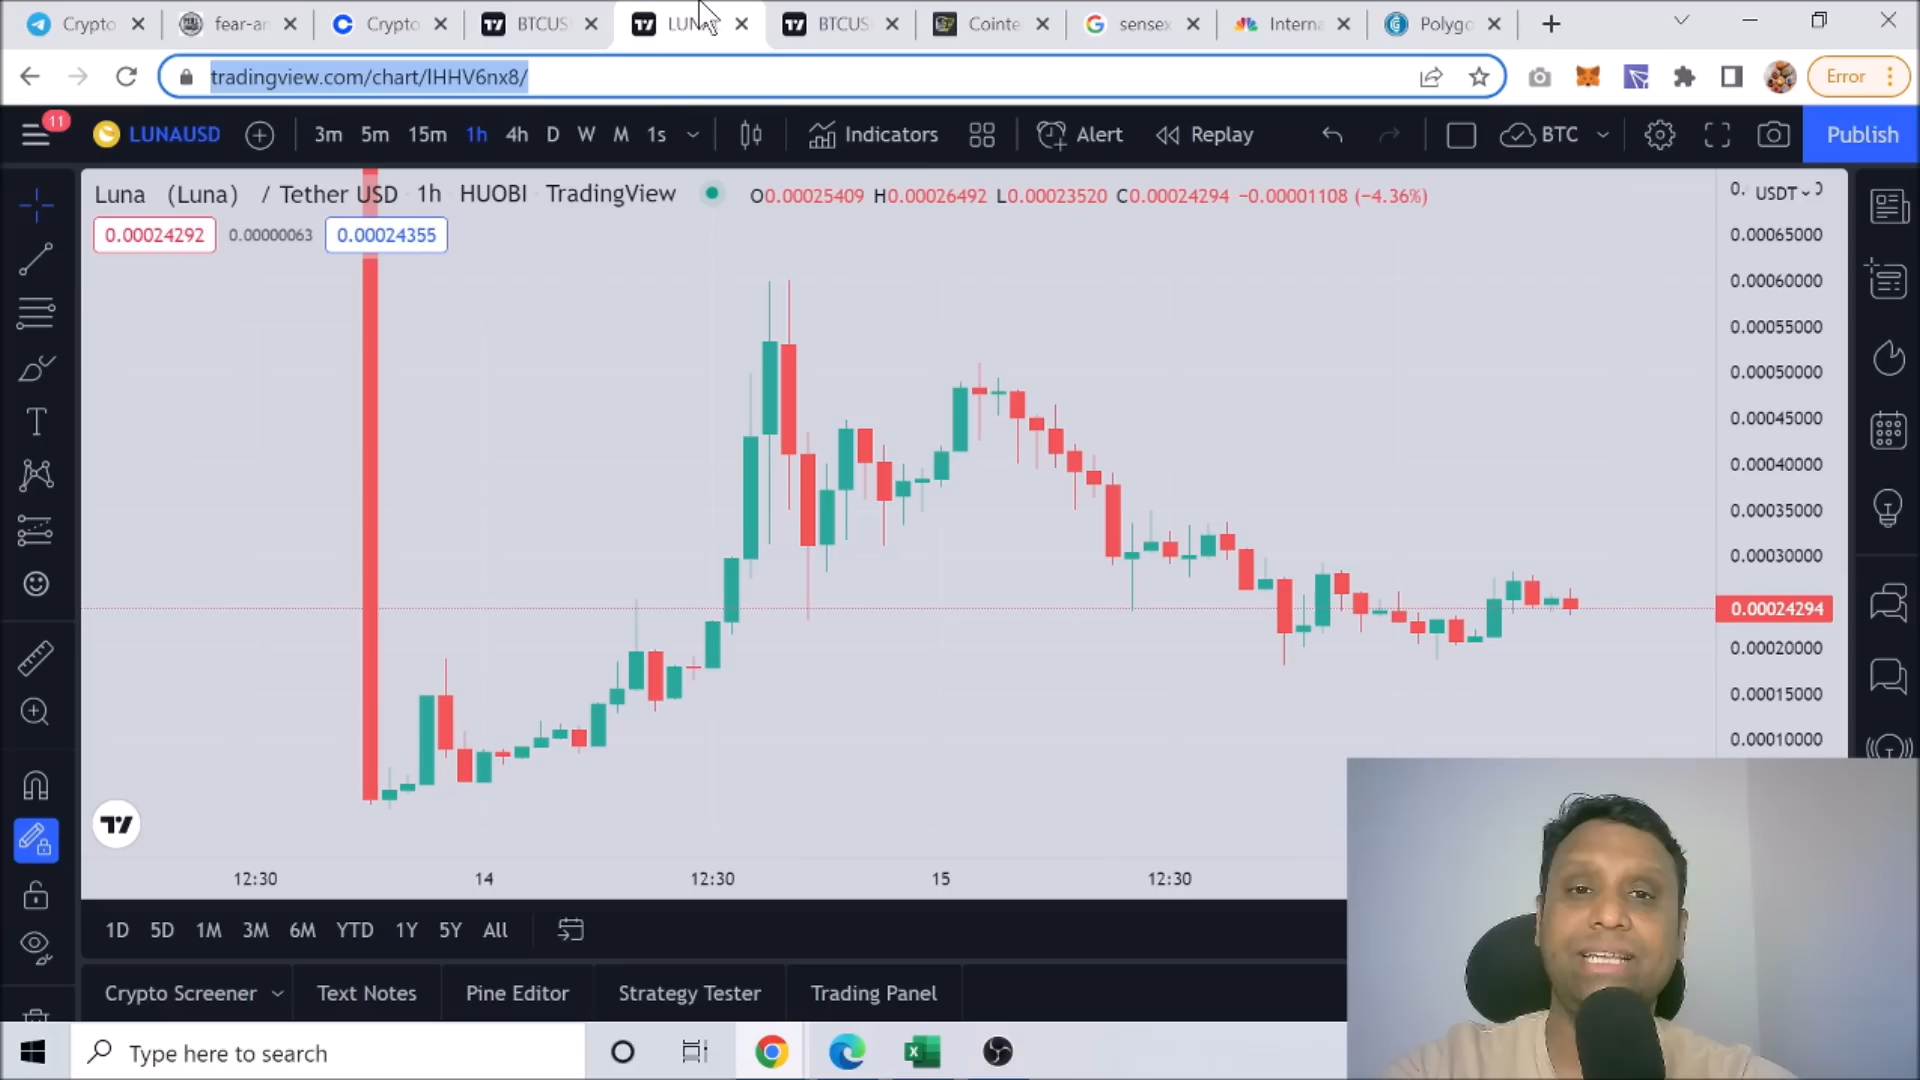 Crypto
fear-an
Crypto
BTCUS
LUN
BTCUS
Cointe
sensex
Interna
Polygo
tradingview.com/chart/lHHV6nx8/
Error
11
LUNAUSD
3m 5m 15m 1h 4h D W M 1s
Indicators
Alert
Replay
BTC
Publish
Luna (Luna) / Tether USD 1h HUOBI TradingView
O0.00025409 H0.00026492 L0.00023520 C0.00024294 −0.00001108 (−4.36%)
0.00024292 0.00000063 0.00024355
USDT
0.00065000
0.00060000
0.00055000
0.00050000
0.00045000
0.00040000
0.00035000
0.00030000
0.00024294
0.00020000
0.00015000
0.00010000
12:30 14 12:30 15 12:30
1D 5D 1M 3M 6M YTD 1Y 5Y All
Crypto Screener Text Notes Pine Editor Strategy Tester Trading Panel
Type here to search